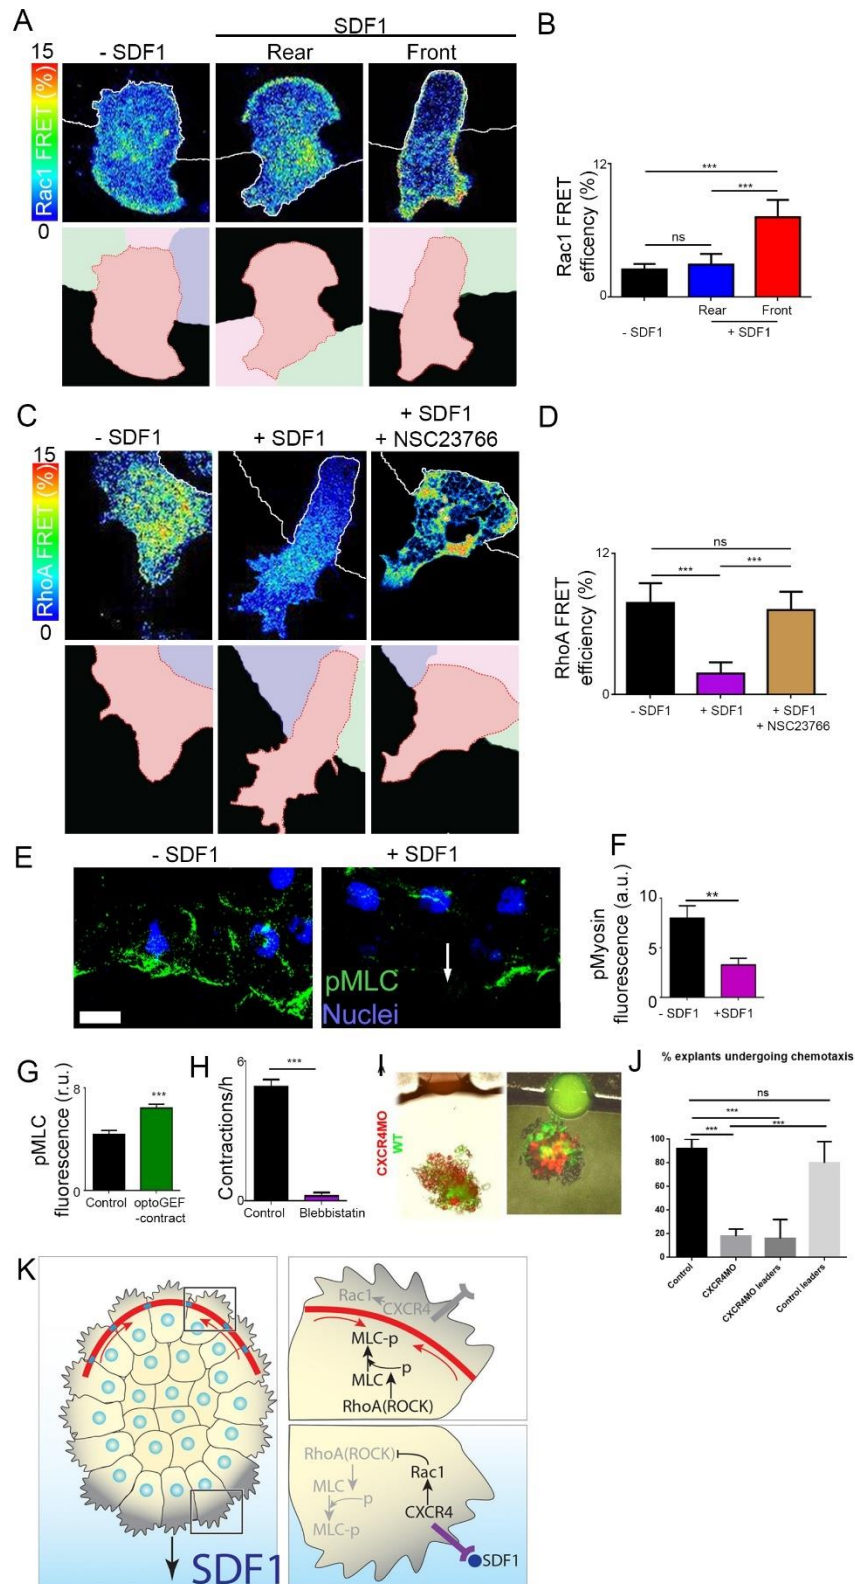 A
SDF1
- SDF1
Rear
Front
15
Rac1 FRET (%)
0
B
12
Rac1 FRET
efficency (%)
0
***
***
ns
Rear
Front
- SDF1
+ SDF1
C
- SDF1
+ SDF1
+ SDF1
+ NSC23766
15
RhoA FRET (%)
0
D
12
RhoA FRET
efficiency (%)
0
ns
***
***
- SDF1
+ SDF1
+ SDF1
+ NSC23766
E
- SDF1
+ SDF1
pMLC
Nuclei
F
10
5
0
pMyosin
fluorescence (a.u.)
**
- SDF1
+SDF1
G
8
0
pMLC
fluorescence (r.u.)
***
Control
optoGEF
-contract
H
6
0
Contractions/h
***
Control
Blebbistatin
I
CXCR4MO
WT
J
% explants undergoing chemotaxis
ns
***
***
***
100
80
60
40
20
0
Control
CXCR4MO
CXCR4MO leaders
Control leaders
K
SDF1
Rac1
CXCR4
MLC-p
p
MLC
RhoA(ROCK)
RhoA(ROCK)
Rac1
MLC
p
MLC-p
CXCR4
SDF1